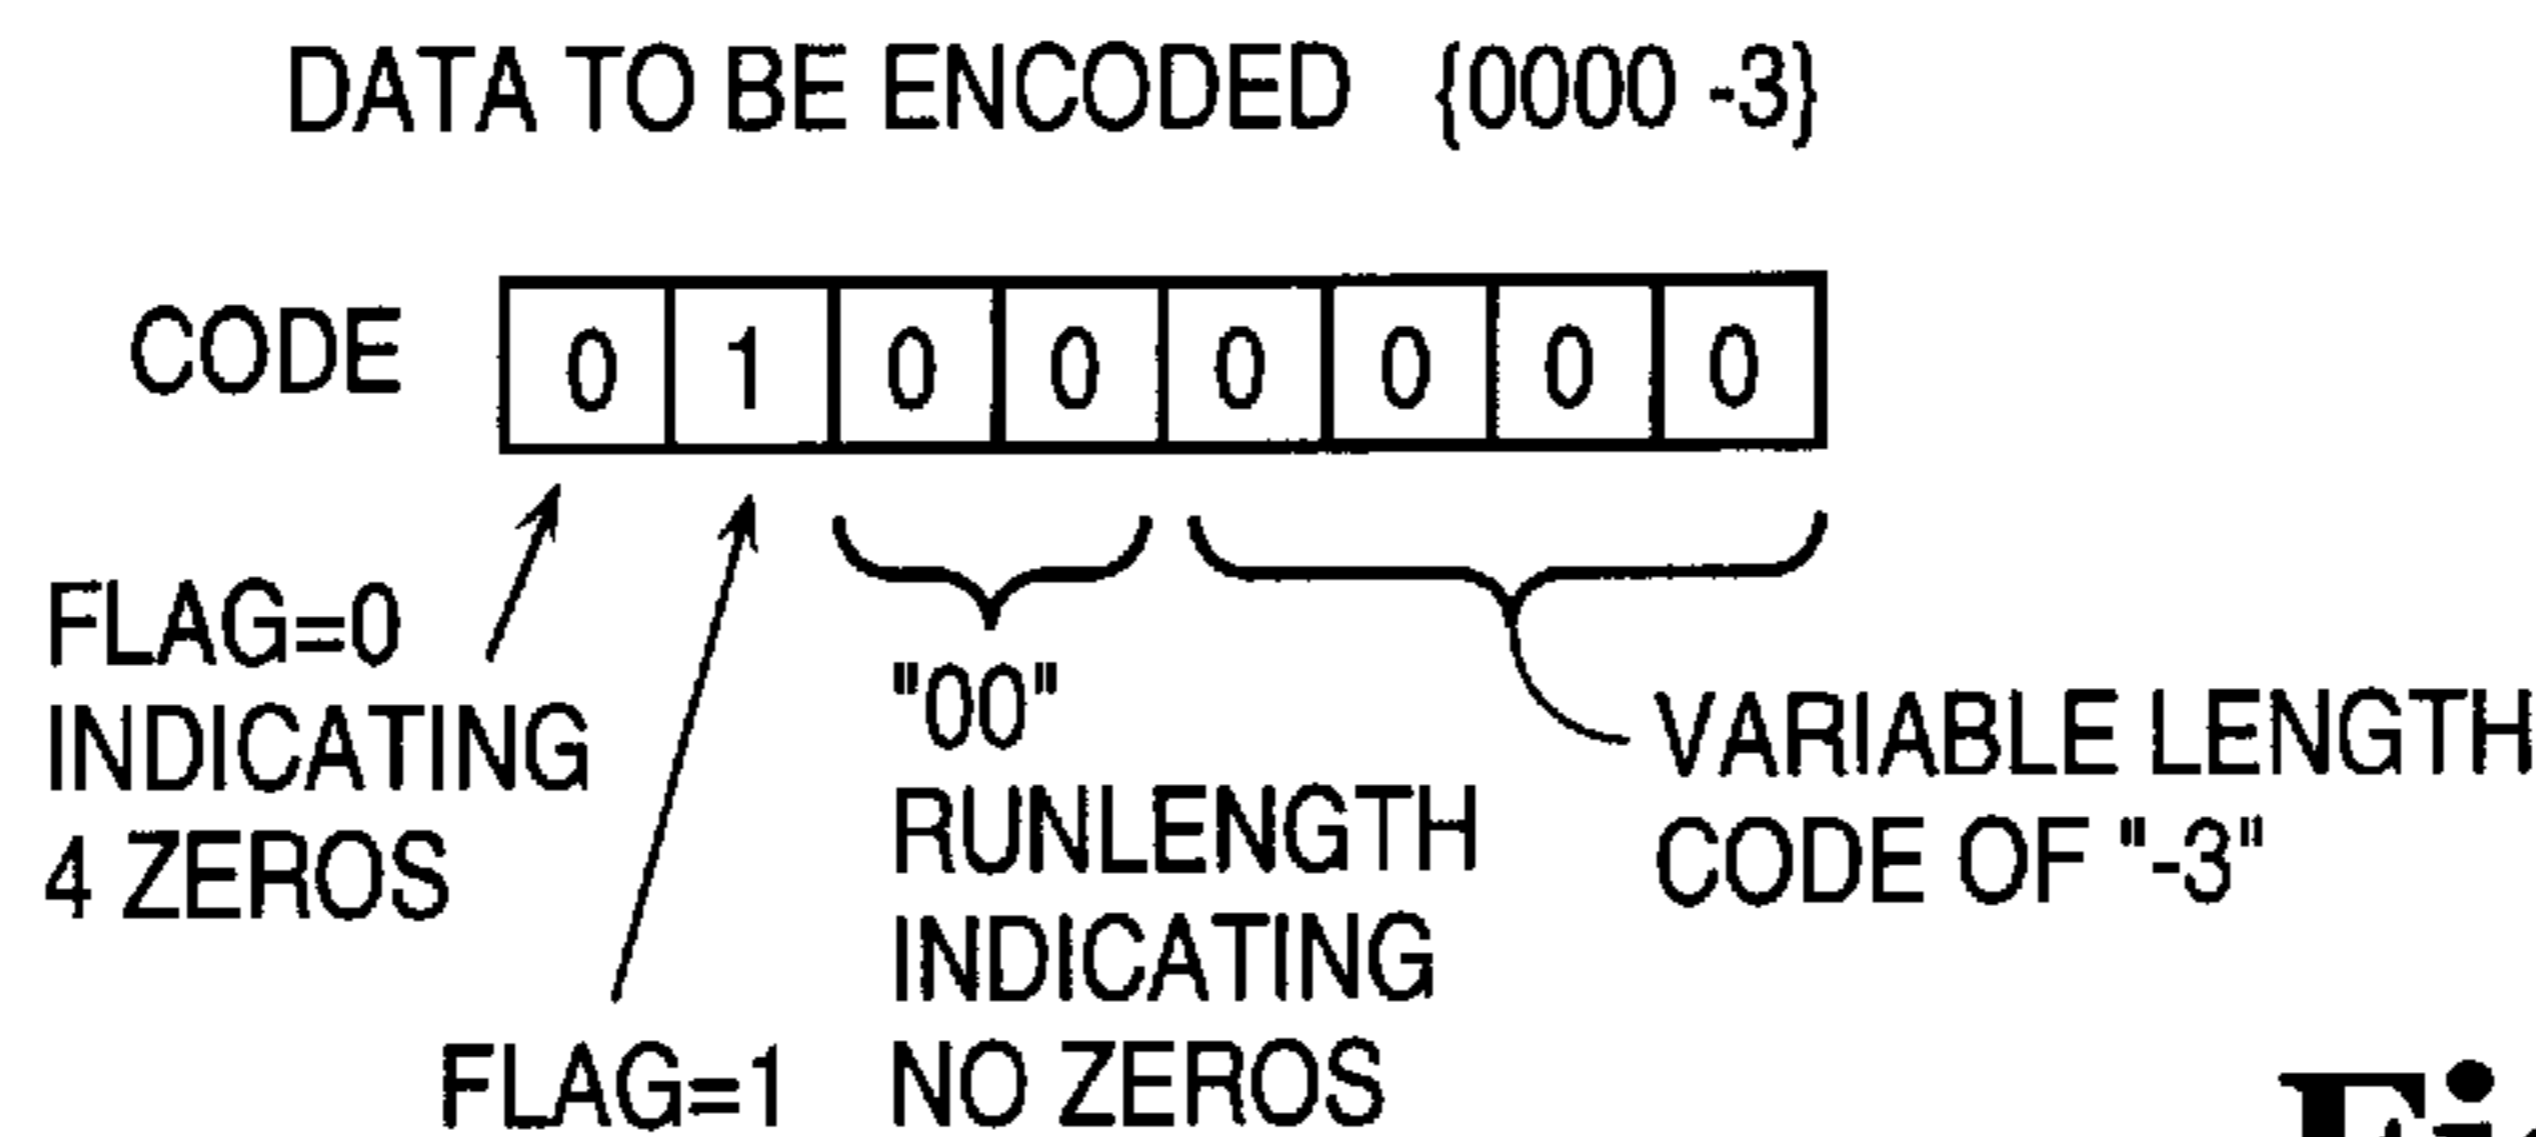 DATA TO BE ENCODED {0000 -3}
CODE 0 1 0 0 0 0 0 0
FLAG=0
INDICATING
4 ZEROS
FLAG=1
"00"
RUNLENGTH
INDICATING
NO ZEROS
VARIABLE LENGTH
CODE OF "-3"